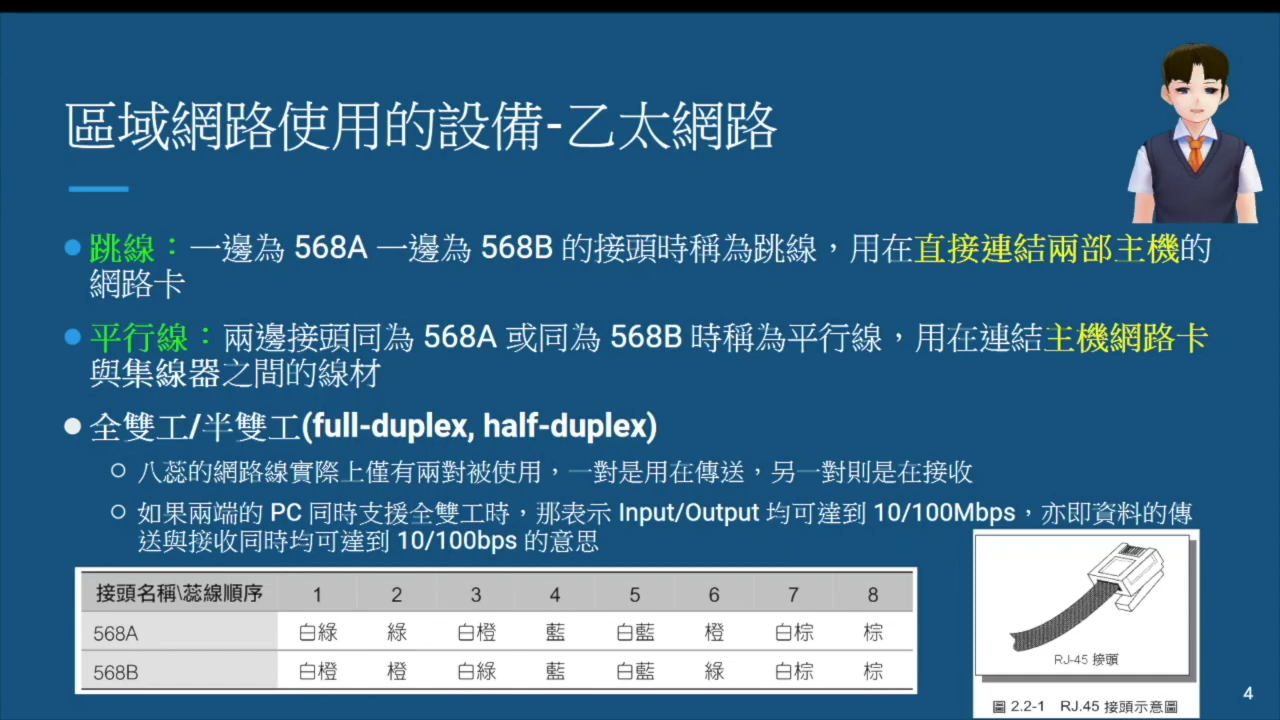 區域網路使用的設備-乙太網路
跳線：一邊為 568A 一邊為 568B 的接頭時稱為跳線，用在直接連結兩部主機的
網路卡
平行線：兩邊接頭同為 568A 或同為 568B 時稱為平行線，用在連結主機網路卡
與集線器之間的線材
全雙工/半雙工(full-duplex, half-duplex)
八蕊的網路線實際上僅有兩對被使用，一對是用在傳送，另一對則是在接收
如果兩端的 PC 同時支援全雙工時，那表示 Input/Output 均可達到 10/100Mbps，亦即資料的傳
送與接收同時均可達到 10/100bps 的意思
接頭名稱\蕊線順序 1 2 3 4 5 6 7 8
568A 白綠 綠 白橙 藍 白藍 橙 白棕 棕
568B 白橙 橙 白綠 藍 白藍 綠 白棕 棕
RJ-45 接頭
圖 2.2-1 RJ.45 接頭示意圖
4